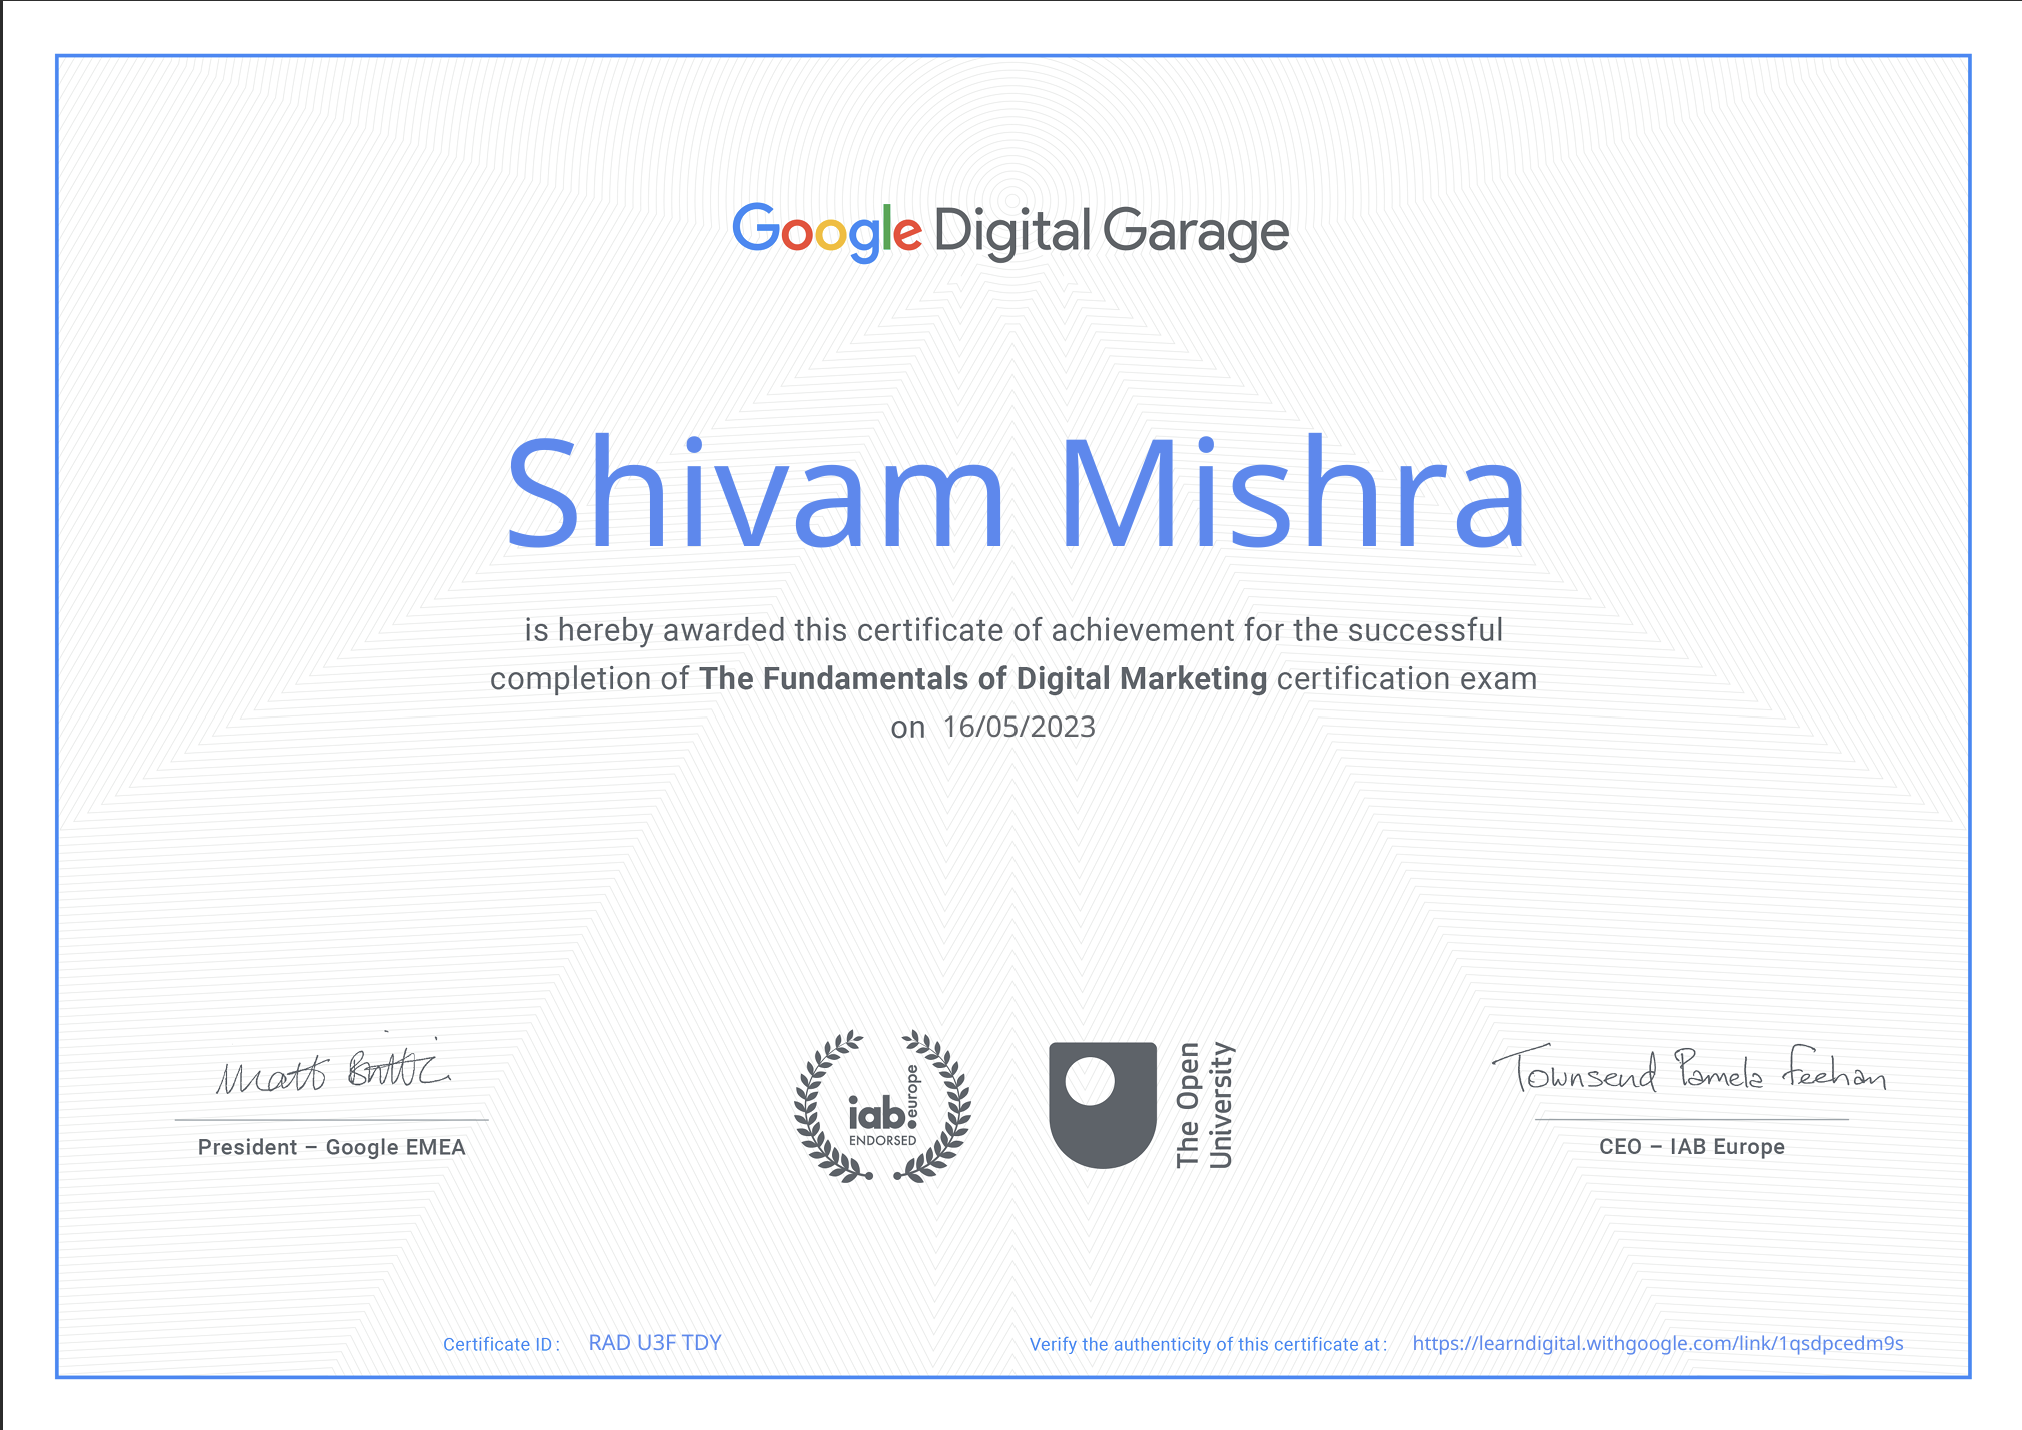 Google Digital Garage
Shivam Mishra
is hereby awarded this certificate of achievement for the successful
completion of The Fundamentals of Digital Marketing certification exam
on 16/05/2023
Matt Brittin
President – Google EMEA
iab europe
ENDORSED
The Open
University
Townsend Pamela Feehan
CEO – IAB Europe
Certificate ID: RAD U3F TDY
Verify the authenticity of this certificate at: https://learndigital.withgoogle.com/link/1qsdpcedm9s